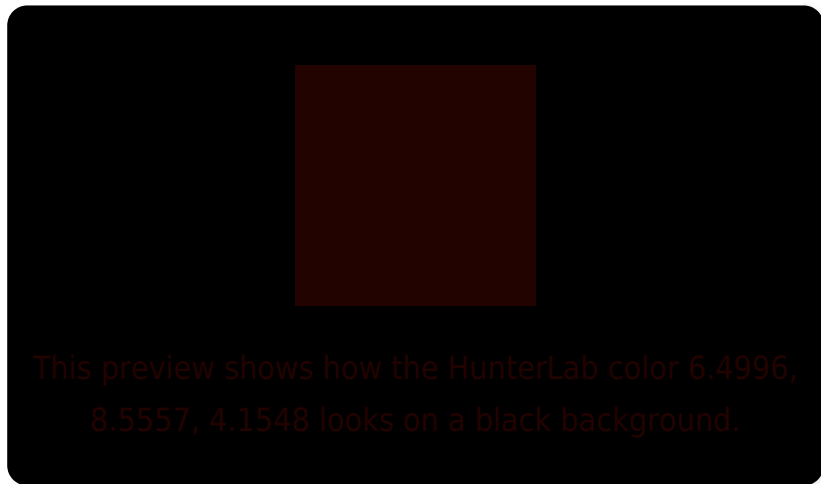 This preview shows how the HunterLab color 6.4996,
8.5557, 4.1548 looks on a black background.